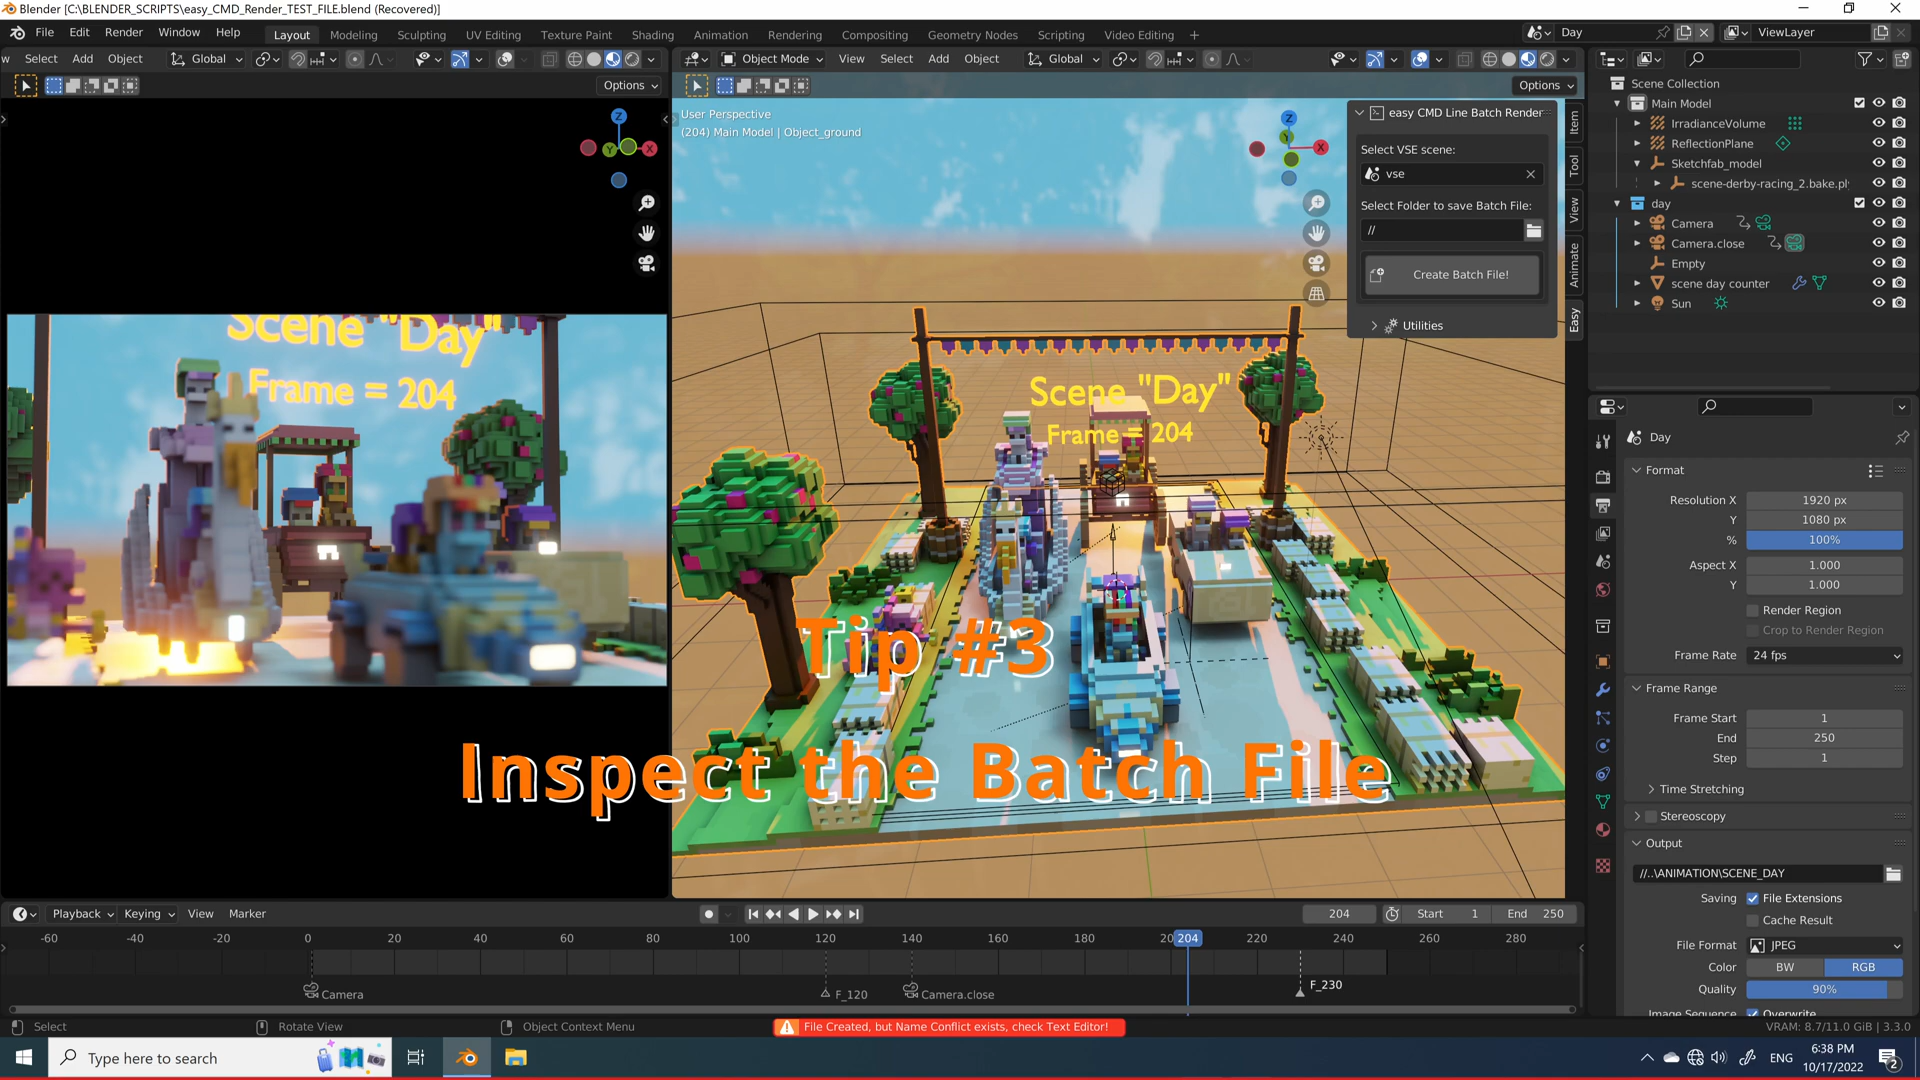 Blender [C:\BLENDER_SCRIPTS\easy_CMD_Render_TEST_FILE.blend (Recovered)]
File Edit Render Window Help Layout Modeling Sculpting UV Editing Texture Paint Shading Animation Rendering Compositing Geometry Nodes Scripting Video Editing + Day ViewLayer
w Select Add Object Global Object Mode View Select Add Object Global
Options Options
User Perspective
(204) Main Model | Object_ground
easy CMD Line Batch Render
Select VSE scene:
vse
Select Folder to save Batch File:
//
Create Batch File!
Utilities
Item
Tool
View
Animate
Easy
Z
Y
X
Z
Y
X
Scene "Day"
Frame = 204
Scene "Day"
Frame = 204
Tip #3
Inspect the Batch File
Scene Collection
Main Model
IrradianceVolume
ReflectionPlane
Sketchfab_model
scene-derby-racing_2.bake.pl
day
Camera
Camera.close
Empty
scene day counter
Sun
Day
Format
Resolution X 1920 px
Y 1080 px
% 100%
Aspect X 1.000
Y 1.000
Render Region
Crop to Render Region
Frame Rate 24 fps
Frame Range
Frame Start 1
End 250
Step 1
Time Stretching
Stereoscopy
Output
//..\ANIMATION\SCENE_DAY
Saving File Extensions
Cache Result
File Format JPEG
Color BW RGB
Quality 90%
Image Sequence Overwrite
Playback Keying View Marker 204 Start 1 End 250
-60 -40 -20 0 20 40 60 80 100 120 140 160 180 20 204 220 240 260 280
Camera F_120 Camera.close F_230
Select Rotate View Object Context Menu File Created, but Name Conflict exists, check Text Editor! VRAM: 8.7/11.0 GiB | 3.3.0
Type here to search ENG 6:38 PM
10/17/2022 2